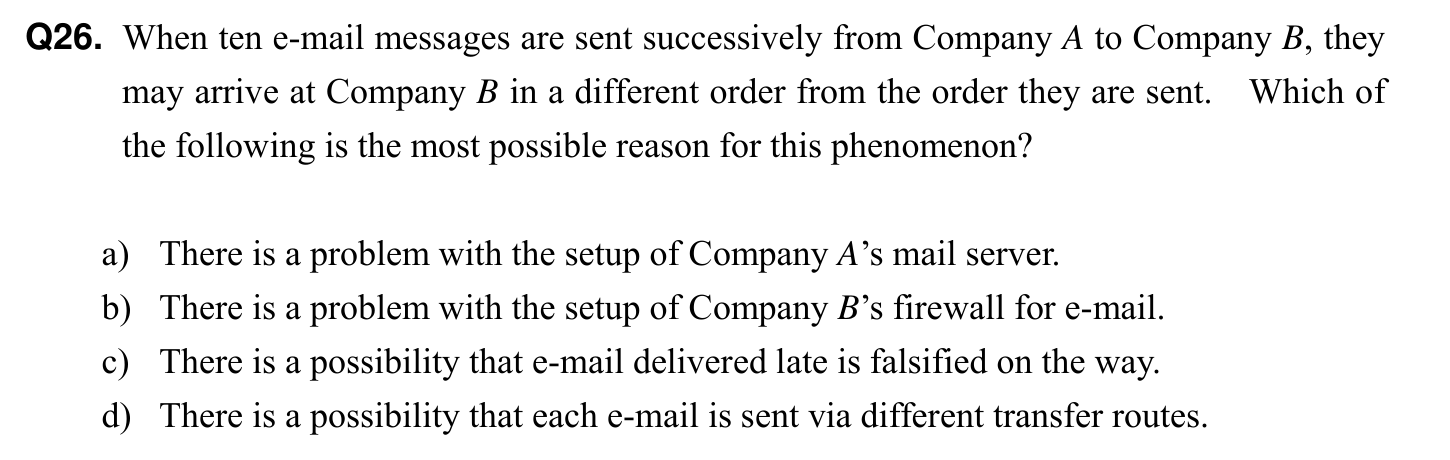 Q26. When ten e-mail messages are sent successively from Company A to Company B, they
may arrive at Company B in a different order from the order they are sent. Which of
the following is the most possible reason for this phenomenon?
a) There is a problem with the setup of Company A’s mail server.
b) There is a problem with the setup of Company B’s firewall for e-mail.
c) There is a possibility that e-mail delivered late is falsified on the way.
d) There is a possibility that each e-mail is sent via different transfer routes.